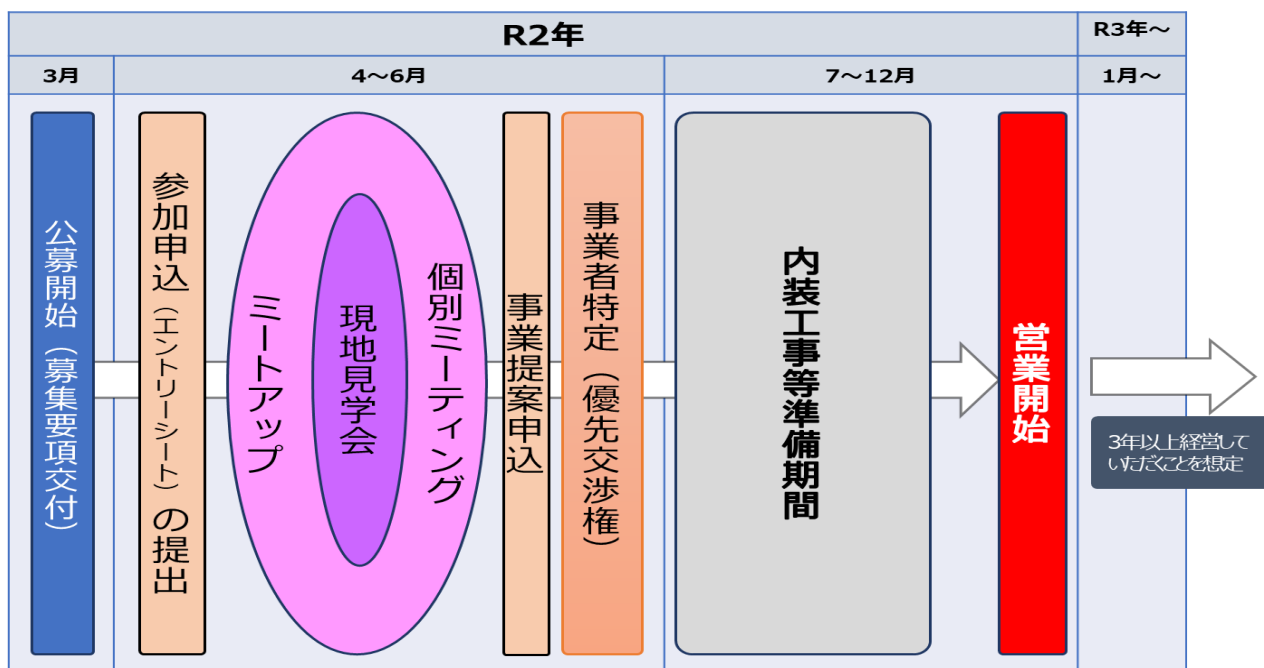 R2年
R3年～
3月
4～6月
7～12月
1月～
公募開始（募集要項交付）
参加申込（エントリーシート）の提出
ミートアップ
現地見学会
個別ミーティング
事業提案申込
事業者特定（優先交渉権）
内装工事等準備期間
営業開始
3年以上経営して
いただくことを想定